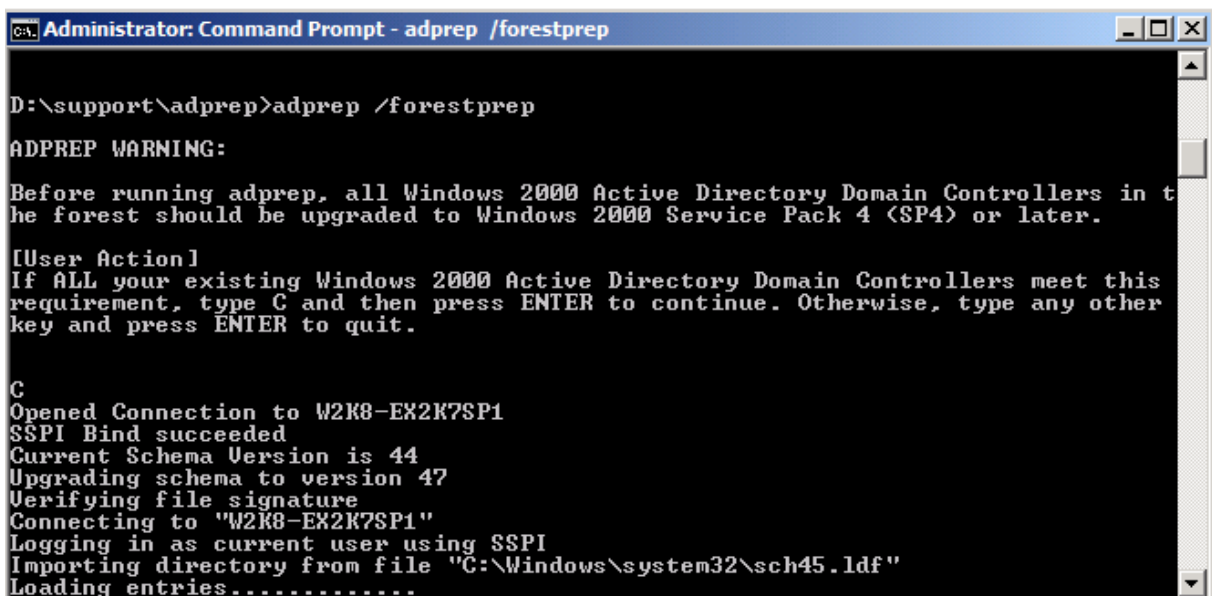 Administrator: Command Prompt - adprep /forestprep
D:\support\adprep>adprep /forestprep
ADPREP WARNING:
Before running adprep, all Windows 2000 Active Directory Domain Controllers in t
he forest should be upgraded to Windows 2000 Service Pack 4 (SP4) or later.
[User Action]
If ALL your existing Windows 2000 Active Directory Domain Controllers meet this
requirement, type C and then press ENTER to continue. Otherwise, type any other
key and press ENTER to quit.
C
Opened Connection to W2K8-EX2K7SP1
SSPI Bind succeeded
Current Schema Version is 44
Upgrading schema to version 47
Verifying file signature
Connecting to "W2K8-EX2K7SP1"
Logging in as current user using SSPI
Importing directory from file "C:\Windows\system32\sch45.ldf"
Loading entries.............